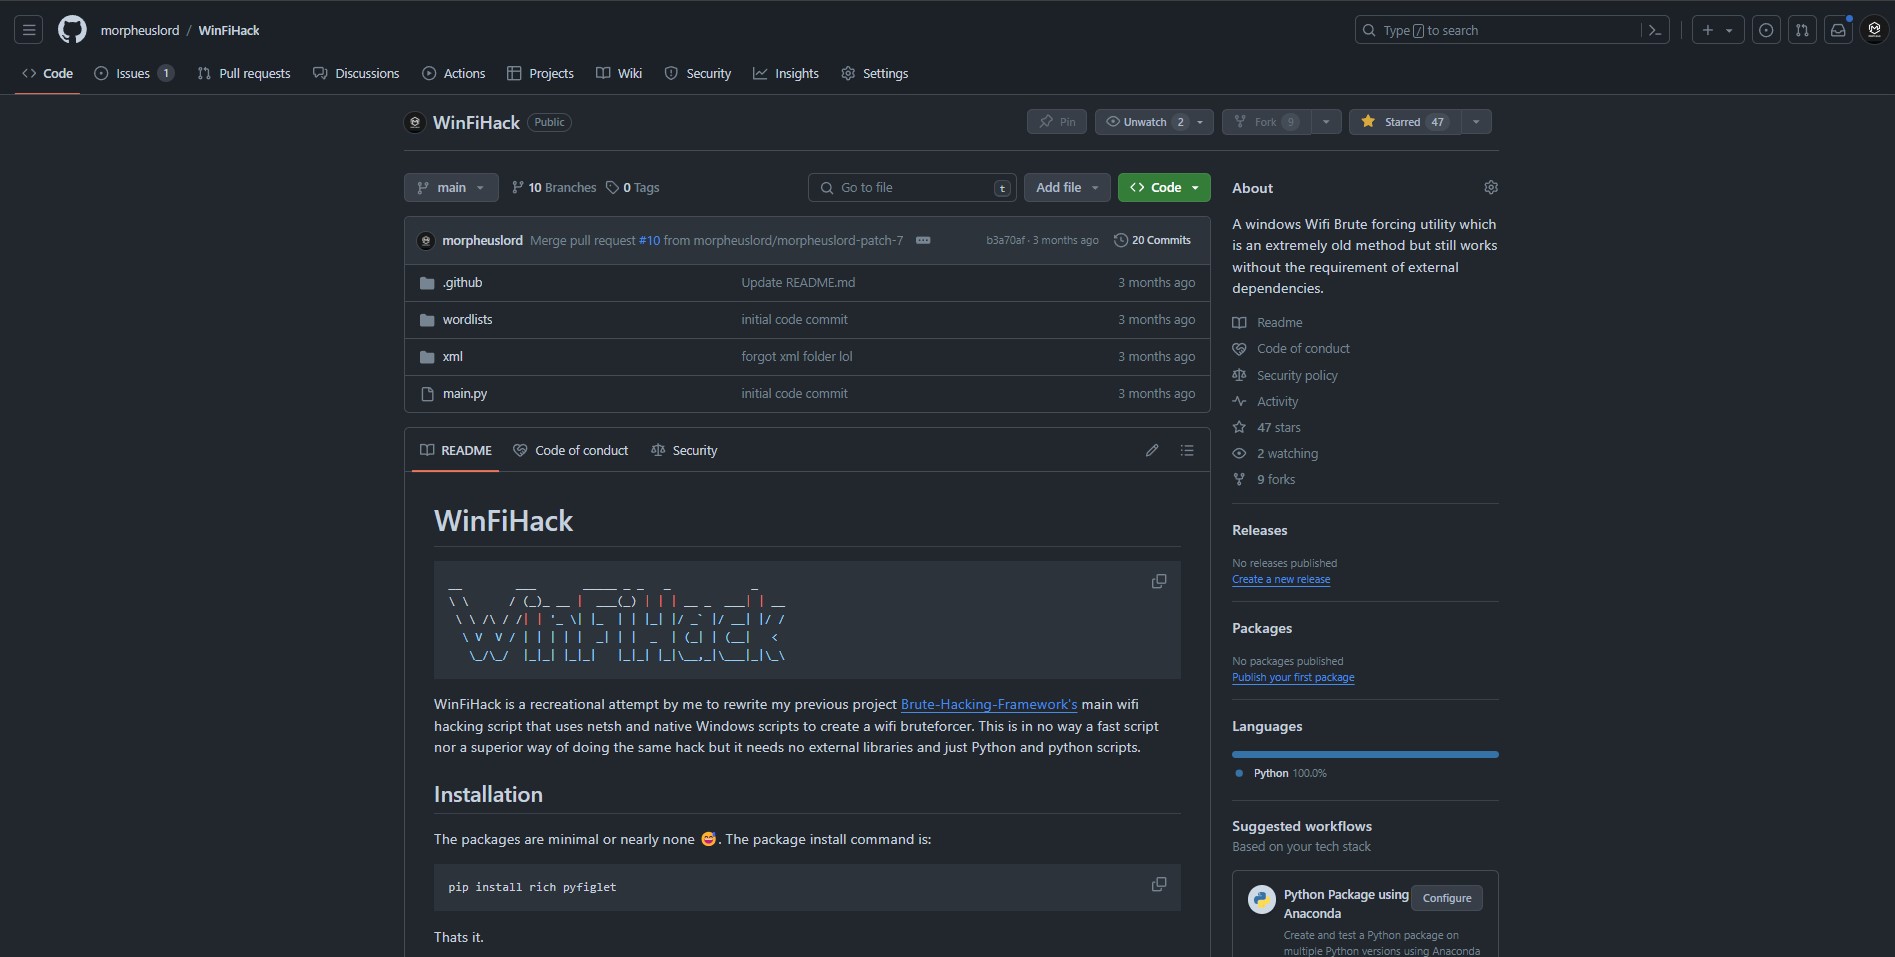 morpheuslord / WinFiHack
Type / to search
Code
Issues 1
Pull requests
Discussions
Actions
Projects
Wiki
Security
Insights
Settings
WinFiHack Public
Pin
Unwatch 2
Fork 9
Starred 47
main
10 Branches
0 Tags
Go to file t
Add file
Code
morpheuslord Merge pull request #10 from morpheuslord/morpheuslord-patch-7
b3a70af · 3 months ago
20 Commits
.github Update README.md 3 months ago
wordlists initial code commit 3 months ago
xml forgot xml folder lol 3 months ago
main.py initial code commit 3 months ago
README
Code of conduct
Security
WinFiHack
WinFiHack is a recreational attempt by me to rewrite my previous project Brute-Hacking-Framework's main wifi
hacking script that uses netsh and native Windows scripts to create a wifi bruteforcer. This is in no way a fast script
nor a superior way of doing the same hack but it needs no external libraries and just Python and python scripts.
Installation
The packages are minimal or nearly none 😅. The package install command is:
pip install rich pyfiglet
Thats it.
About
A windows Wifi Brute forcing utility which
is an extremely old method but still works
without the requirement of external
dependencies.
Readme
Code of conduct
Security policy
Activity
47 stars
2 watching
9 forks
Releases
No releases published
Create a new release
Packages
No packages published
Publish your first package
Languages
Python 100.0%
Suggested workflows
Based on your tech stack
Python Package using
Anaconda
Configure
Create and test a Python package on
multiple Python versions using Anaconda